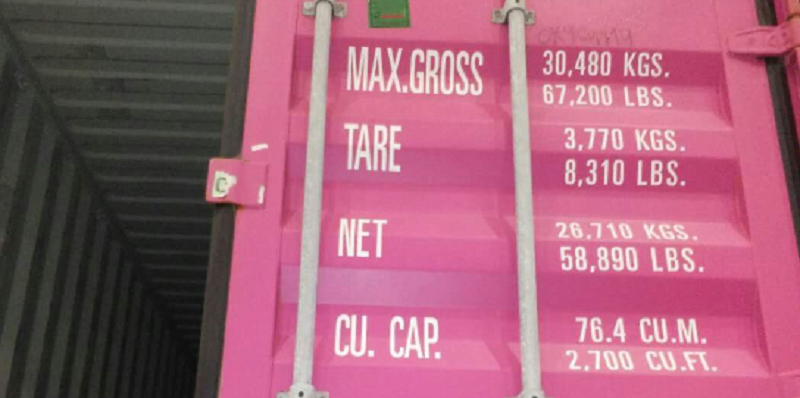 MAX.GROSS 30,480 KGS.
67,200 LBS.
TARE 3,770 KGS.
8,310 LBS.
NET 26,710 KGS.
58,890 LBS.
CU. CAP. 76.4 CU.M.
2,700 CU.FT.